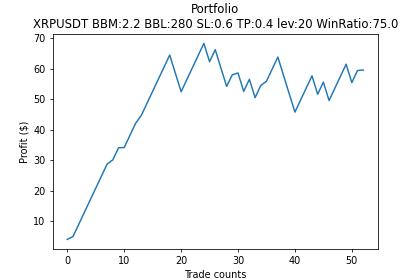 Portfolio
XRPUSDT BBM:2.2 BBL:280 SL:0.6 TP:0.4 lev:20 WinRatio:75.0
70
60
50
40
30
20
10
Profit ($)
0 10 20 30 40 50
Trade counts